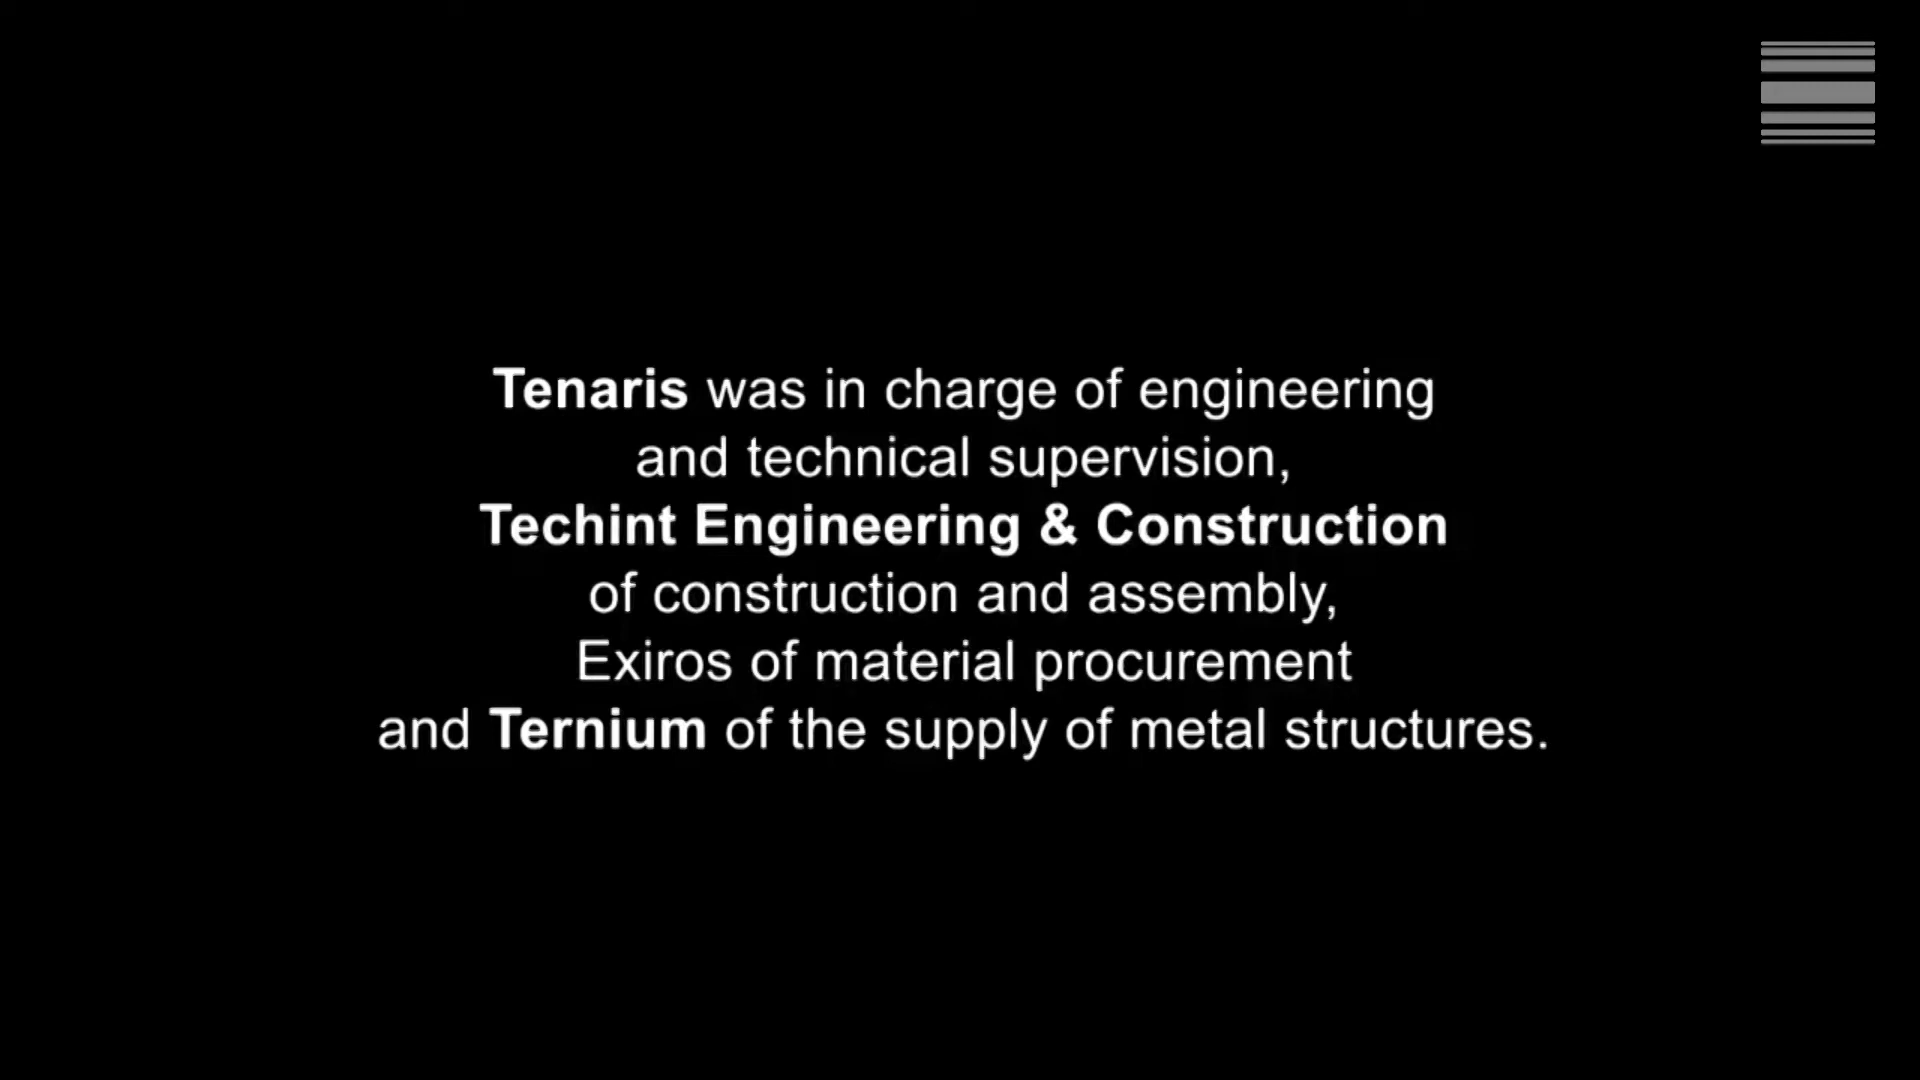 Tenaris was in charge of engineering
and technical supervision,
Techint Engineering & Construction
of construction and assembly,
Exiros of material procurement
and Ternium of the supply of metal structures.